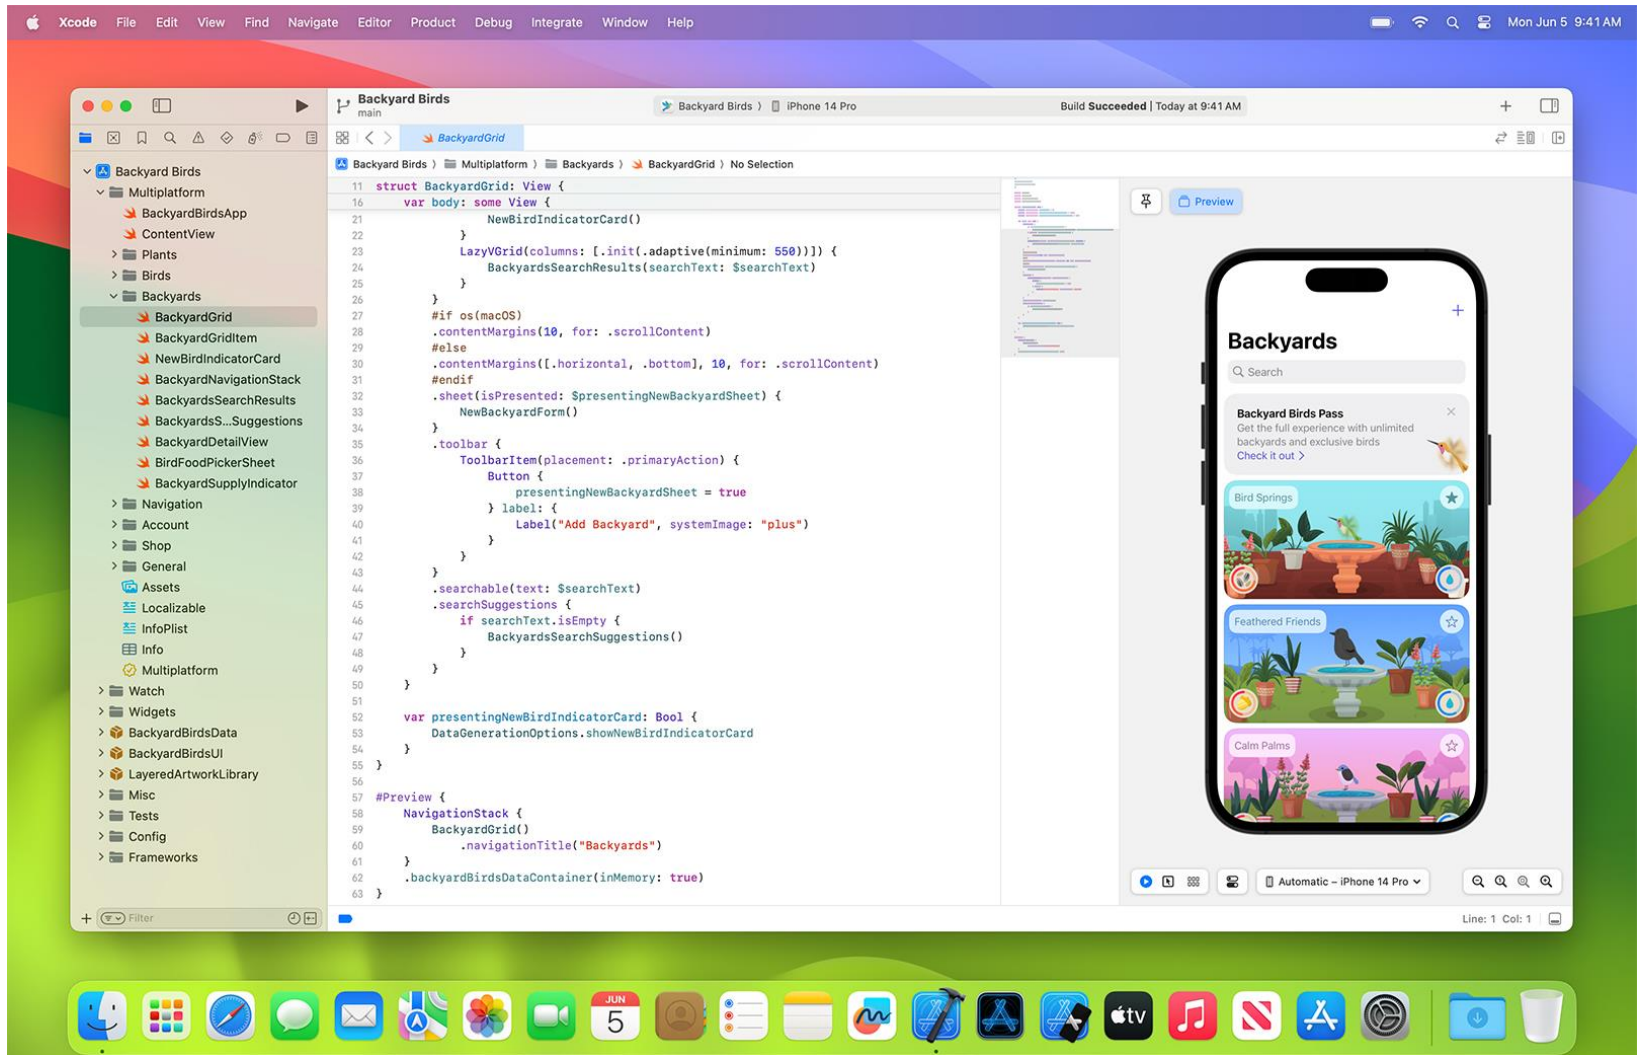 Xcode File Edit View Find Navigate Editor Product Debug Integrate Window Help Mon Jun 5 9:41 AM
Backyard Birds
main
Backyard Birds iPhone 14 Pro
Build Succeeded | Today at 9:41 AM
BackyardGrid
Backyard Birds Multiplatform Backyards BackyardGrid No Selection
Backyard Birds
Multiplatform
BackyardBirdsApp
ContentView
Plants
Birds
Backyards
BackyardGrid
BackyardGridItem
NewBirdIndicatorCard
BackyardNavigationStack
BackyardsSearchResults
BackyardsS...Suggestions
BackyardDetailView
BirdFoodPickerSheet
BackyardSupplyIndicator
Navigation
Account
Shop
General
Assets
Localizable
InfoPlist
Info
Multiplatform
Watch
Widgets
BackyardBirdsData
BackyardBirdsUI
LayeredArtworkLibrary
Misc
Tests
Config
Frameworks
Filter
11 struct BackyardGrid: View {
16 var body: some View {
21 NewBirdIndicatorCard()
22 }
23 LazyVGrid(columns: [.init(.adaptive(minimum: 550))]) {
24 BackyardsSearchResults(searchText: $searchText)
25 }
26 }
27 #if os(macOS)
28 .contentMargins(10, for: .scrollContent)
29 #else
30 .contentMargins([.horizontal, .bottom], 10, for: .scrollContent)
31 #endif
32 .sheet(isPresented: $presentingNewBackyardSheet) {
33 NewBackyardForm()
34 }
35 .toolbar {
36 ToolbarItem(placement: .primaryAction) {
37 Button {
38 presentingNewBackyardSheet = true
39 } label: {
40 Label("Add Backyard", systemImage: "plus")
41 }
42 }
43 }
44 .searchable(text: $searchText)
45 .searchSuggestions {
46 if searchText.isEmpty {
47 BackyardsSearchSuggestions()
48 }
49 }
50 }
51
52 var presentingNewBirdIndicatorCard: Bool {
53 DataGenerationOptions.showNewBirdIndicatorCard
54 }
55 }
56
57 #Preview {
58 NavigationStack {
59 BackyardGrid()
60 .navigationTitle("Backyards")
61 }
62 .backyardBirdsDataContainer(inMemory: true)
63 }
Preview
Backyards
Search
Backyard Birds Pass
Get the full experience with unlimited
backyards and exclusive birds
Check it out >
Bird Springs
Feathered Friends
Calm Palms
Automatic – iPhone 14 Pro
Line: 1 Col: 1
JUN
5
tv